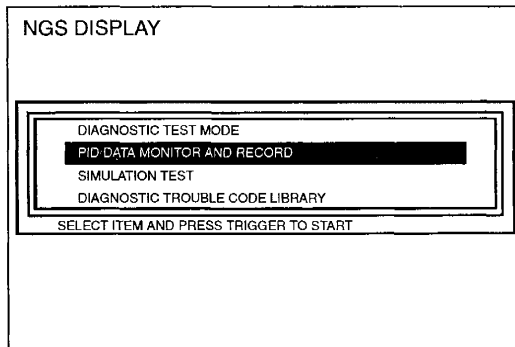 NGS DISPLAY
DIAGNOSTIC TEST MODE
PID/DATA MONITOR AND RECORD
SIMULATION TEST
DIAGNOSTIC TROUBLE CODE LIBRARY
SELECT ITEM AND PRESS TRIGGER TO START